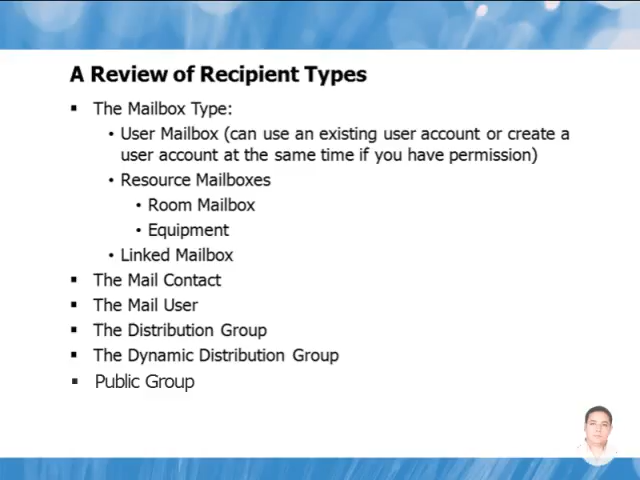 A Review of Recipient Types
▪ The Mailbox Type:
• User Mailbox (can use an existing user account or create a
user account at the same time if you have permission)
• Resource Mailboxes
• Room Mailbox
• Equipment
• Linked Mailbox
▪ The Mail Contact
▪ The Mail User
▪ The Distribution Group
▪ The Dynamic Distribution Group
▪ Public Group